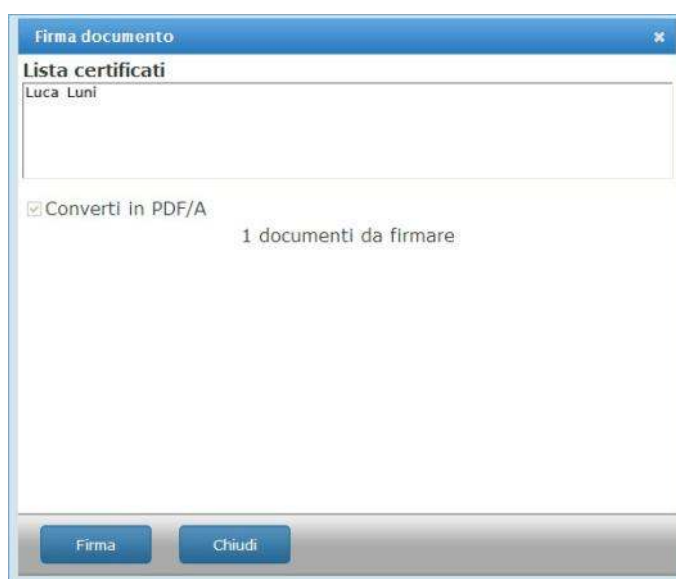 Firma documento
Lista certificati
Luca Luni
Converti in PDF/A
1 documenti da firmare
Firma
Chiudi